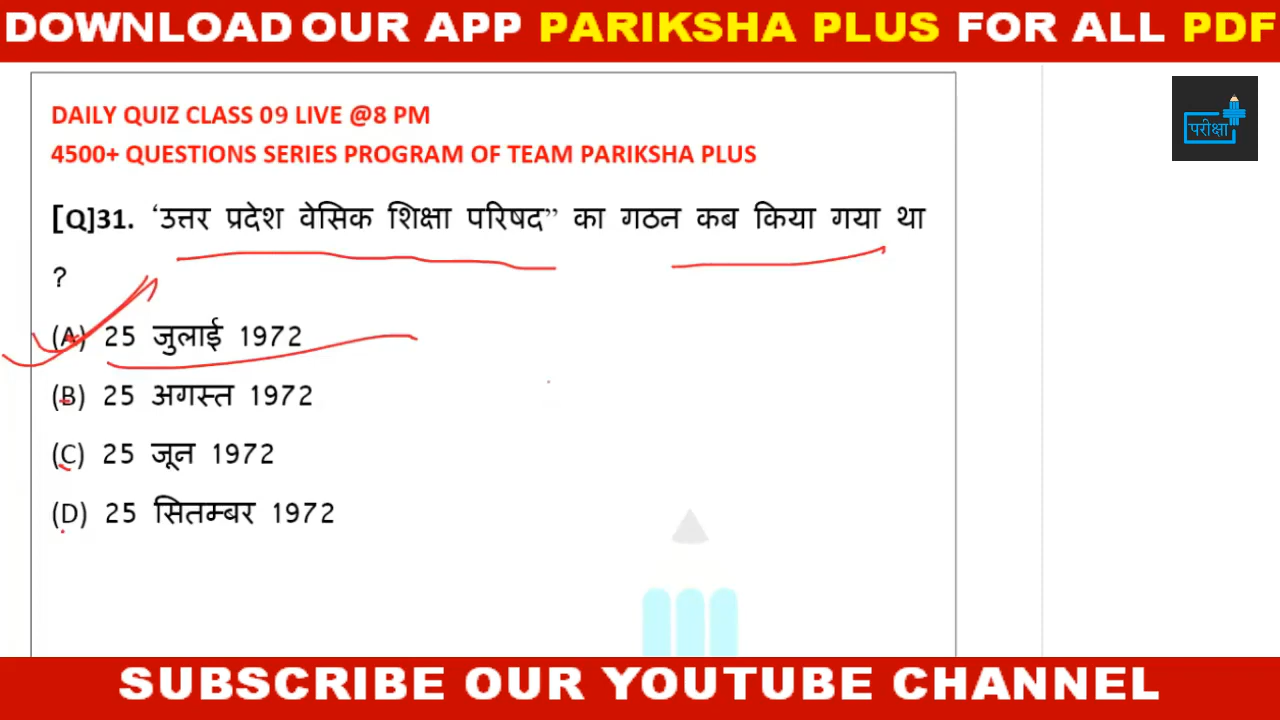 DOWNLOAD OUR APP PARIKSHA PLUS FOR ALL PDF
परीक्षा
DAILY QUIZ CLASS 09 LIVE @8 PM
4500+ QUESTIONS SERIES PROGRAM OF TEAM PARIKSHA PLUS
[Q]31. ‘उत्तर प्रदेश वेसिक शिक्षा परिषद” का गठन कब किया गया था
?
(A) 25 जुलाई 1972
(B) 25 अगस्त 1972
(C) 25 जून 1972
(D) 25 सितम्बर 1972
SUBSCRIBE OUR YOUTUBE CHANNEL